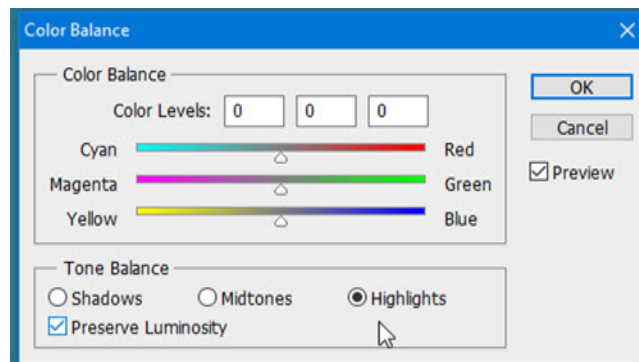 Color Balance
Color Balance
Color Levels: 0 0 0
Cyan Red
Magenta Green
Yellow Blue
OK
Cancel
Preview
Tone Balance
Shadows Midtones Highlights
Preserve Luminosity